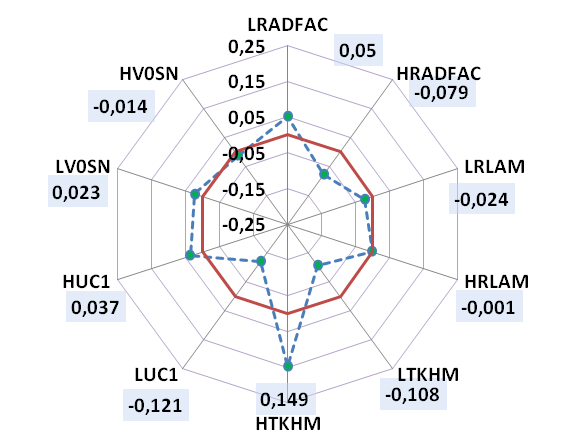 LRADFAC
0,25
0,05
HV0SN
HRADFAC
0,15
-0,079
-0,014
0,05
-0,05
LV0SN
LRLAM
0,023
-0,15
-0,024
-0,25
HUC1
HRLAM
0,037
-0,001
LUC1
LTKHM
-0,121
0,149
-0,108
HTKHM